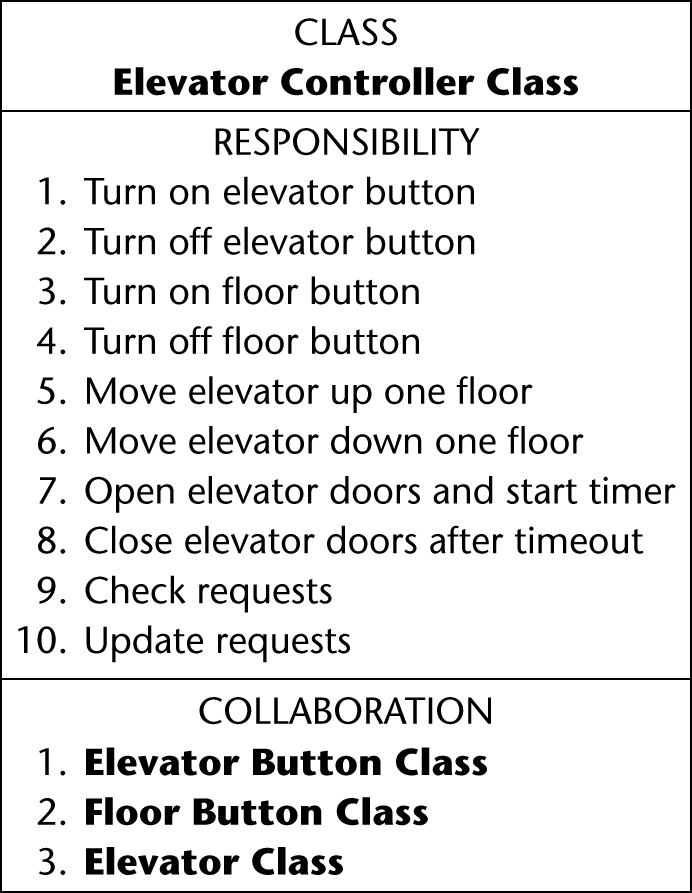 CLASS
Elevator Controller Class
RESPONSIBILITY
1. Turn on elevator button
2. Turn off elevator button
3. Turn on floor button
4. Turn off floor button
5. Move elevator up one floor
6. Move elevator down one floor
7. Open elevator doors and start timer
8. Close elevator doors after timeout
9. Check requests
10. Update requests
COLLABORATION
1. Elevator Button Class
2. Floor Button Class
3. Elevator Class